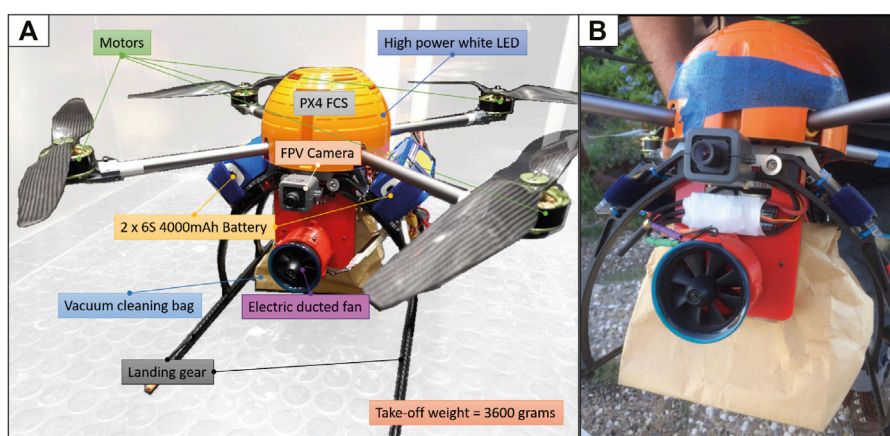 A
Motors
High power white LED
PX4 FCS
FPV Camera
2 x 6S 4000mAh Battery
Vacuum cleaning bag
Electric ducted fan
Landing gear
Take-off weight = 3600 grams
B